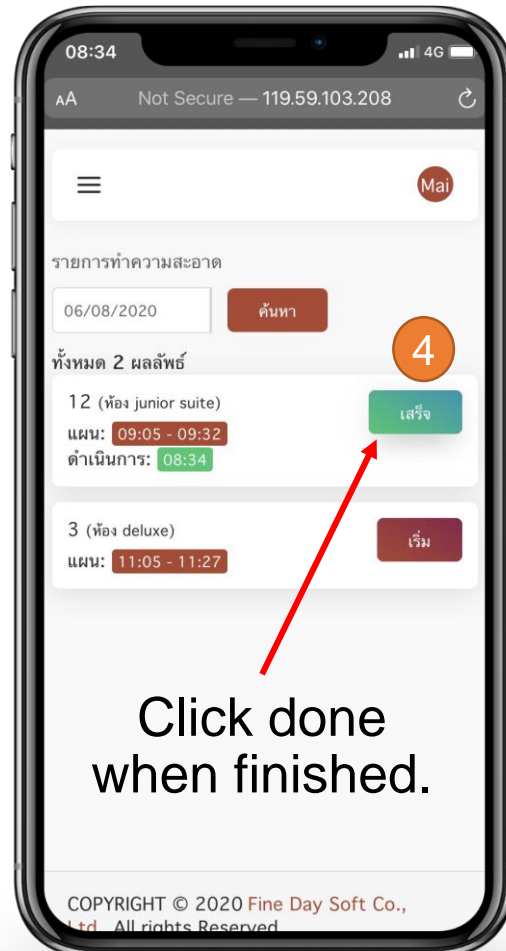 08:34 4G
AA Not Secure — 119.59.103.208
Mai
รายการทำความสะอาด
06/08/2020 ค้นหา
ทั้งหมด 2 ผลลัพธ์
4
12 (ห้อง junior suite) เสร็จ
แผน: 09:05 - 09:32
ดำเนินการ: 08:34
3 (ห้อง deluxe) เริ่ม
แผน: 11:05 - 11:27
Click done
when finished.
COPYRIGHT © 2020 Fine Day Soft Co.,
Ltd. All rights Reserved